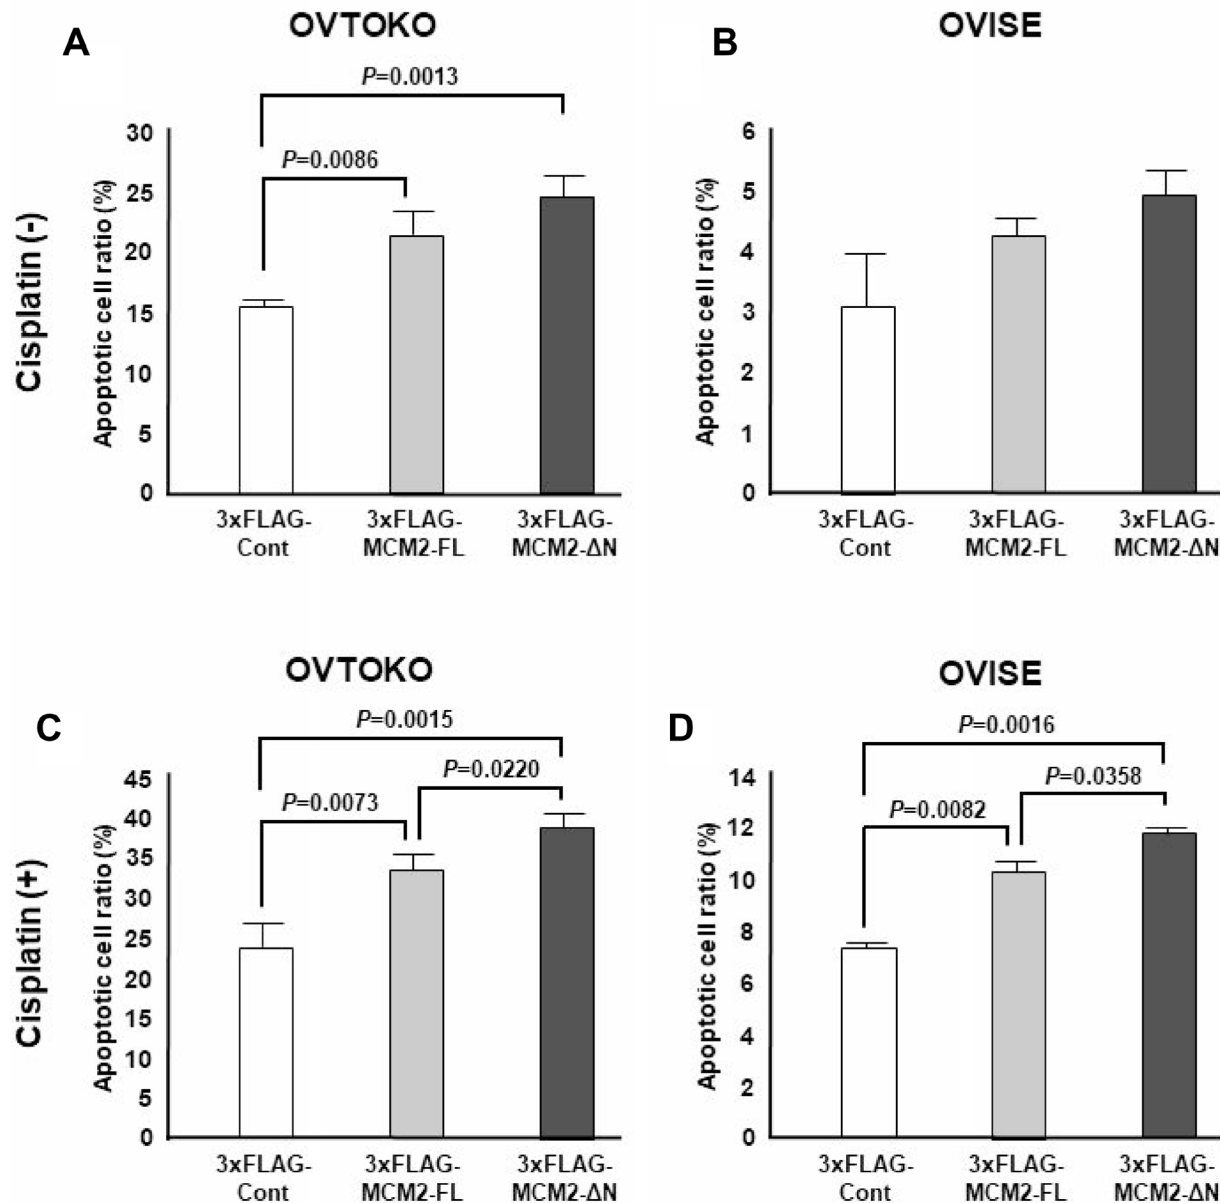 A
OVTOKO
P=0.0013
P=0.0086
30
25
20
15
10
5
0
Apoptotic cell ratio (%)
Cisplatin (-)
3xFLAG-
Cont
3xFLAG-
MCM2-FL
3xFLAG-
MCM2-ΔN
B
OVISE
6
5
4
3
2
1
0
Apoptotic cell ratio (%)
3xFLAG-
Cont
3xFLAG-
MCM2-FL
3xFLAG-
MCM2-ΔN
C
OVTOKO
P=0.0015
P=0.0220
P=0.0073
45
40
35
30
25
20
15
10
5
0
Apoptotic cell ratio (%)
Cisplatin (+)
3xFLAG-
Cont
3xFLAG-
MCM2-FL
3xFLAG-
MCM2-ΔN
D
OVISE
P=0.0016
P=0.0358
P=0.0082
14
12
10
8
6
4
2
0
Apoptotic cell ratio (%)
3xFLAG-
Cont
3xFLAG-
MCM2-FL
3xFLAG-
MCM2-ΔN